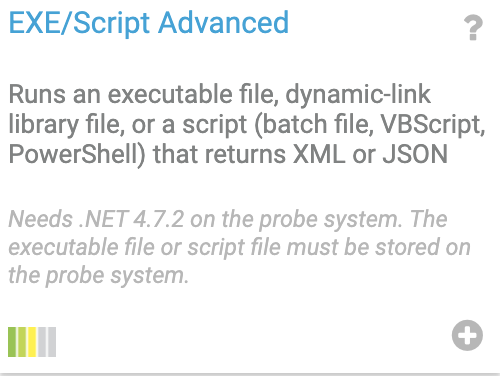 EXE/Script Advanced
?
Runs an executable file, dynamic-link
library file, or a script (batch file, VBScript,
PowerShell) that returns XML or JSON
Needs .NET 4.7.2 on the probe system. The
executable file or script file must be stored on
the probe system.